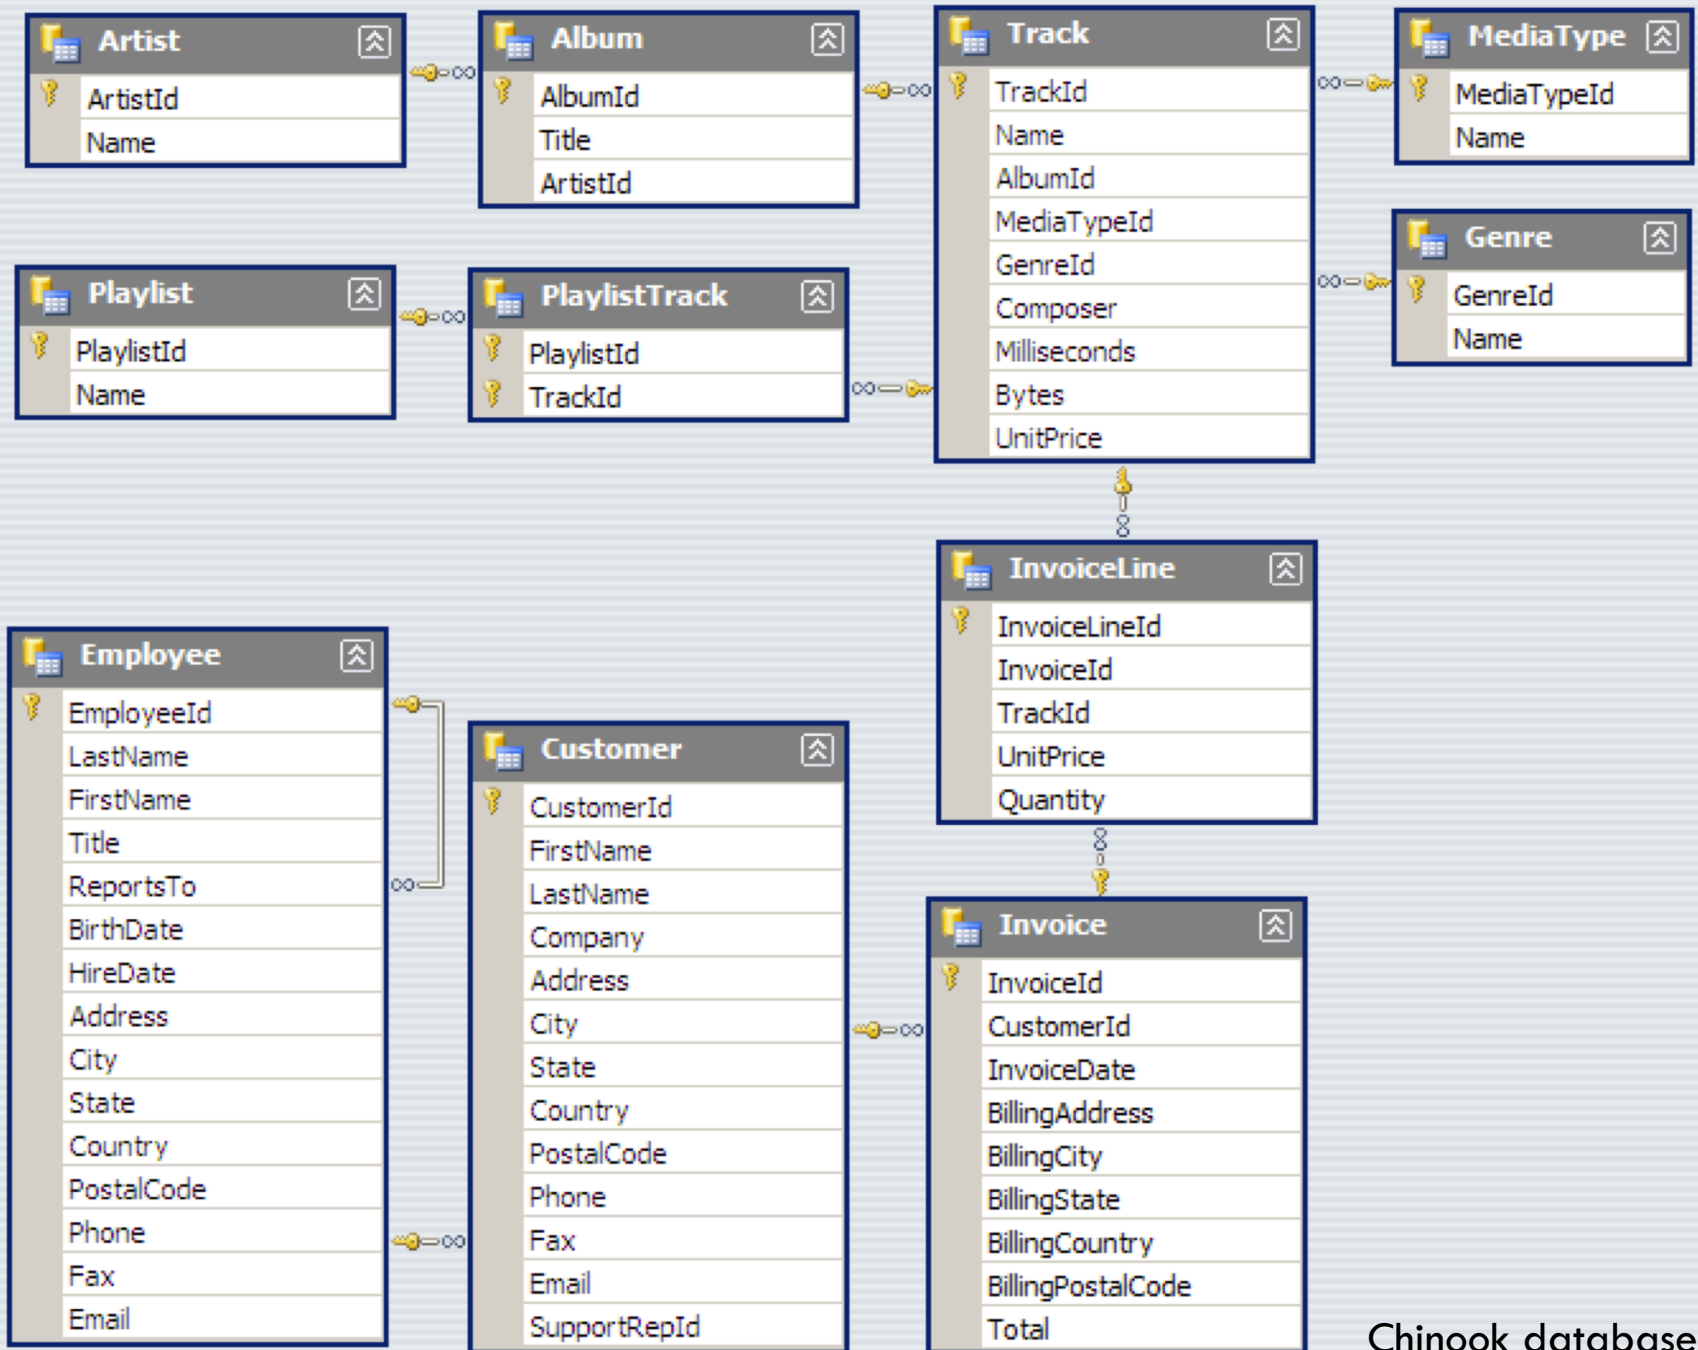 Artist
ArtistId
Name
Album
AlbumId
Title
ArtistId
Track
TrackId
Name
AlbumId
MediaTypeId
GenreId
Composer
Milliseconds
Bytes
UnitPrice
MediaType
MediaTypeId
Name
Genre
GenreId
Name
Playlist
PlaylistId
Name
PlaylistTrack
PlaylistId
TrackId
InvoiceLine
InvoiceLineId
InvoiceId
TrackId
UnitPrice
Quantity
Employee
EmployeeId
LastName
FirstName
Title
ReportsTo
BirthDate
HireDate
Address
City
State
Country
PostalCode
Phone
Fax
Email
Customer
CustomerId
FirstName
LastName
Company
Address
City
State
Country
PostalCode
Phone
Fax
Email
SupportRepId
Invoice
InvoiceId
CustomerId
InvoiceDate
BillingAddress
BillingCity
BillingState
BillingCountry
BillingPostalCode
Total
Chinook database